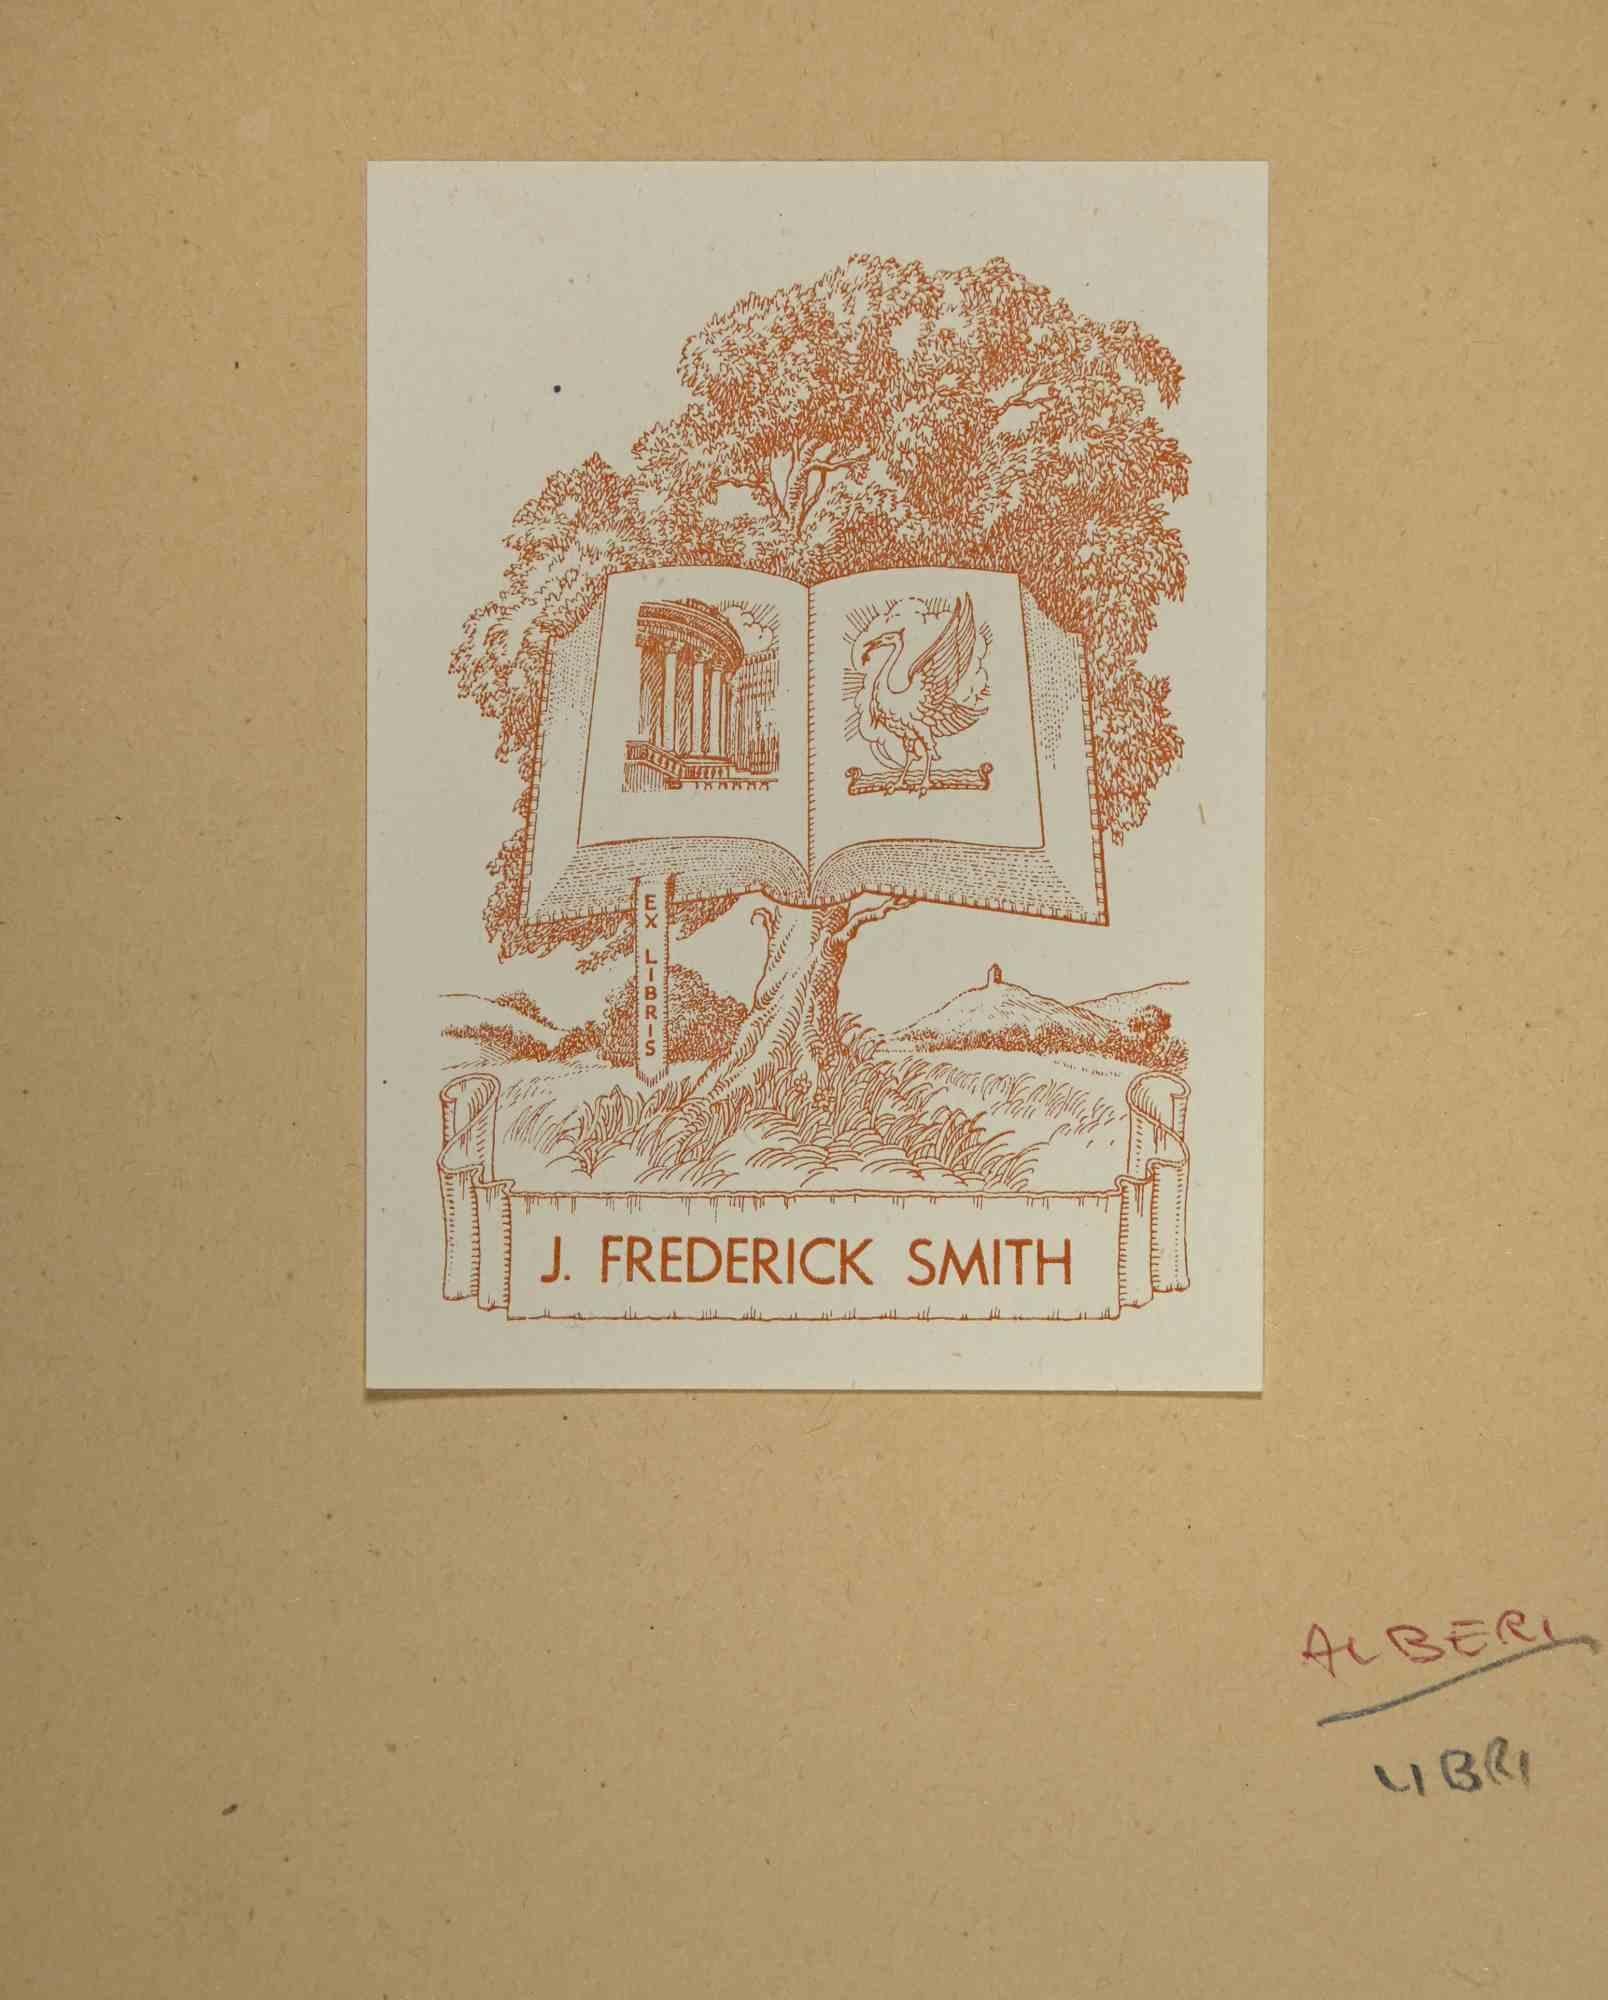 EX LIBRIS
J. FREDERICK SMITH
ALBERI
LIBRI